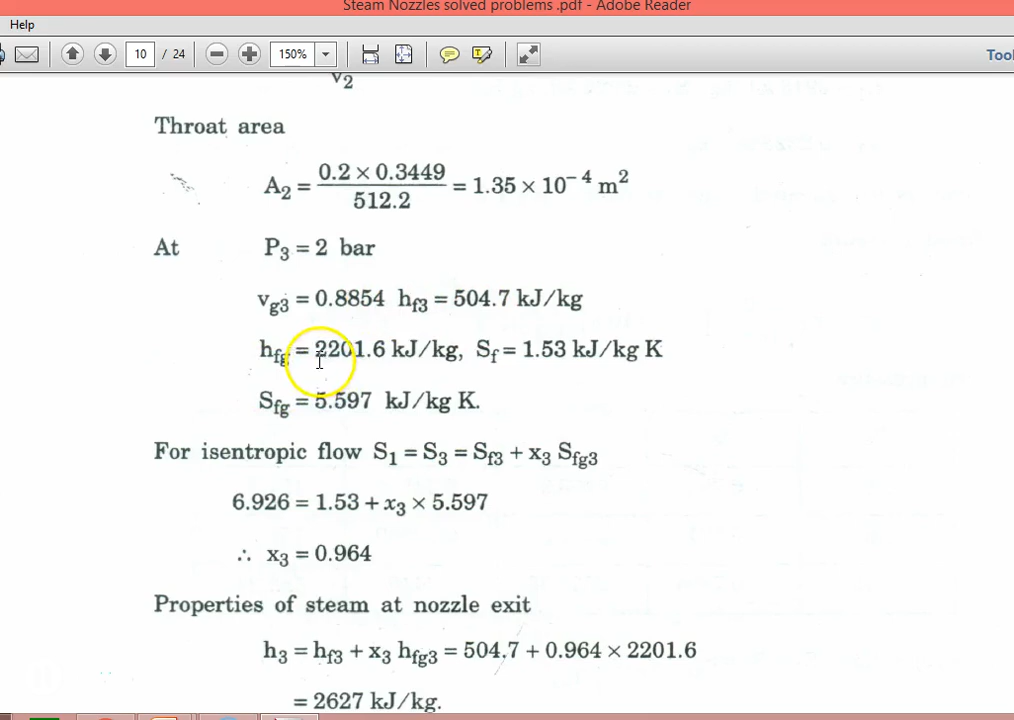 Steam Nozzles solved problems .pdf - Adobe Reader
Help
10 / 24 150% Tool
v2
Throat area
A2 = 0.2 × 0.3449 / 512.2 = 1.35 × 10⁻⁴ m²
At P3 = 2 bar
vg3 = 0.8854 hf3 = 504.7 kJ/kg
hfg = 2201.6 kJ/kg, Sf = 1.53 kJ/kg K
Sfg = 5.597 kJ/kg K.
For isentropic flow S1 = S3 = Sf3 + x3 Sfg3
6.926 = 1.53 + x3 × 5.597
∴ x3 = 0.964
Properties of steam at nozzle exit
h3 = hf3 + x3 hfg3 = 504.7 + 0.964 × 2201.6
= 2627 kJ/kg.